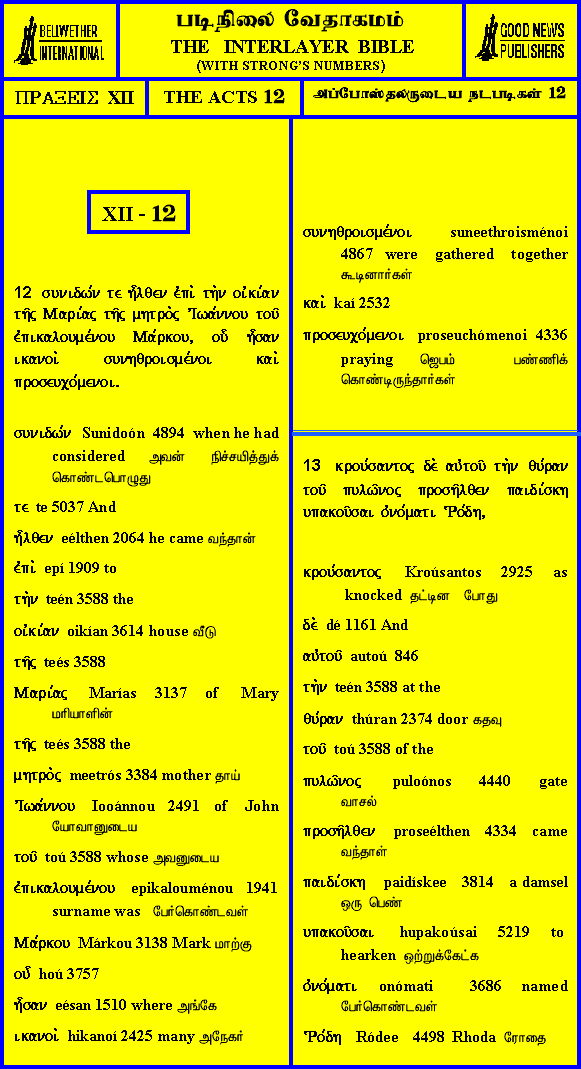 BELLWETHER
INTERNATIONAL
படிநிலை வேதாகமம்
THE INTERLAYER BIBLE
(WITH STRONG'S NUMBERS)
GOOD NEWS
PUBLISHERS
ΠΡΑΞΕΙΣ XII
THE ACTS 12
அப்போஸ்தலருடைய நடபடிகள் 12
XII - 12
12 συνιδών τε ἦλθεν ἐπὶ τὴν οἰκίαν
τῆς Μαρίας τῆς μητρὸς Ἰωάννου τοῦ
ἐπικαλουμένου Μάρκου, οὗ ἦσαν
ικανοὶ συνηθροισμένοι καὶ
προσευχόμενοι.
συνιδών Sunidoón 4894 when he had
considered அவன் நிச்சயித்துக்
கொண்டபொழுது
τε te 5037 And
ἦλθεν eélthen 2064 he came வந்தான்
ἐπὶ epí 1909 to
τὴν teén 3588 the
οἰκίαν oikían 3614 house வீடு
τῆς teés 3588
Μαρίας Marías 3137 of Mary
மரியாளின்
τῆς teés 3588 the
μητρὸς meetrós 3384 mother தாய்
Ἰωάννου Iooánnou 2491 of John
யோவானுடைய
τοῦ toú 3588 whose அவனுடைய
ἐπικαλουμένου epikalouménou 1941
surname was பேர்கொண்டவள்
Μάρκου Márkou 3138 Mark மாற்கு
οὗ hoú 3757
ἦσαν eésan 1510 where அங்கே
ικανοὶ hikanoí 2425 many அநேகர்
συνηθροισμένοι suneethroisménoi
4867 were gathered together
கூடினார்கள்
καὶ kaí 2532
προσευχόμενοι proseuchómenoi 4336
praying ஜெபம் பண்ணிக்
கொண்டிருந்தார்கள்
13 κρούσαντος δὲ αὐτοῦ τὴν θύραν
τοῦ πυλῶνος προσῆλθεν παιδίσκη
υπακοῦσαι ὀνόματι Ῥόδη,
κρούσαντος Kroúsantos 2925 as
knocked தட்டின போது
δὲ dé 1161 And
αὐτοῦ autoú 846
τὴν teén 3588 at the
θύραν thúran 2374 door கதவு
τοῦ toú 3588 of the
πυλῶνος puloónos 4440 gate
வாசல்
προσῆλθεν proseélthen 4334 came
வந்தாள்
παιδίσκη paidískee 3814 a damsel
ஒரு பெண்
υπακοῦσαι hupakoúsai 5219 to
hearken ஒற்றுக்கேட்க
ὀνόματι onómati 3686 named
பேர்கொண்டவள்
Ῥόδη Ródee 4498 Rhoda ரோதை